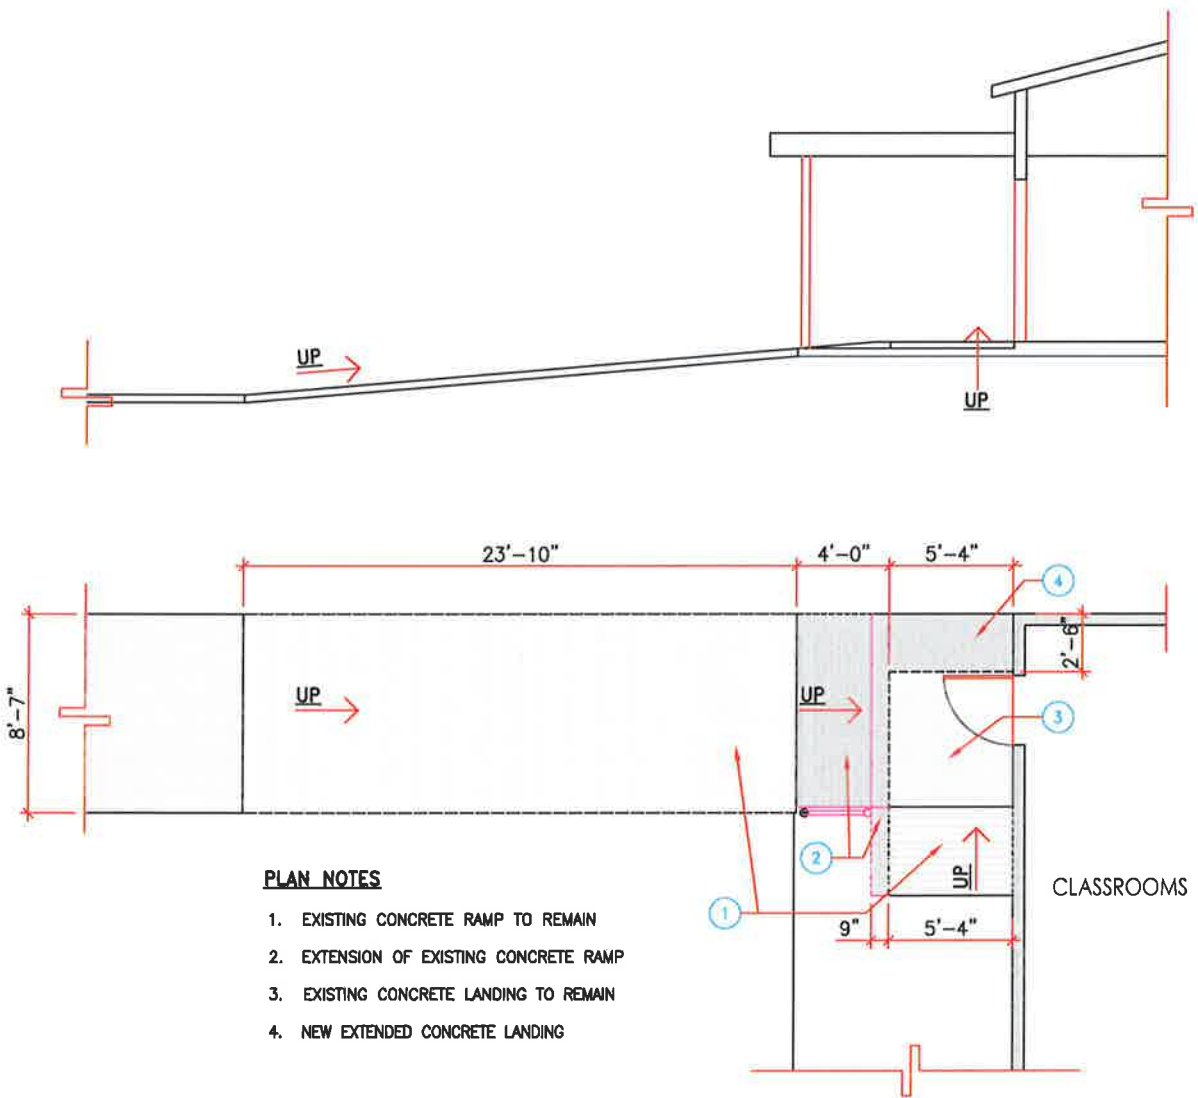 UP
UP
23'-10"
4'-0"
5'-4"
4
2'-6"
8'-7"
UP
UP
3
2
UP
1
9"
5'-4"
CLASSROOMS
PLAN NOTES
1. EXISTING CONCRETE RAMP TO REMAIN
2. EXTENSION OF EXISTING CONCRETE RAMP
3. EXISTING CONCRETE LANDING TO REMAIN
4. NEW EXTENDED CONCRETE LANDING